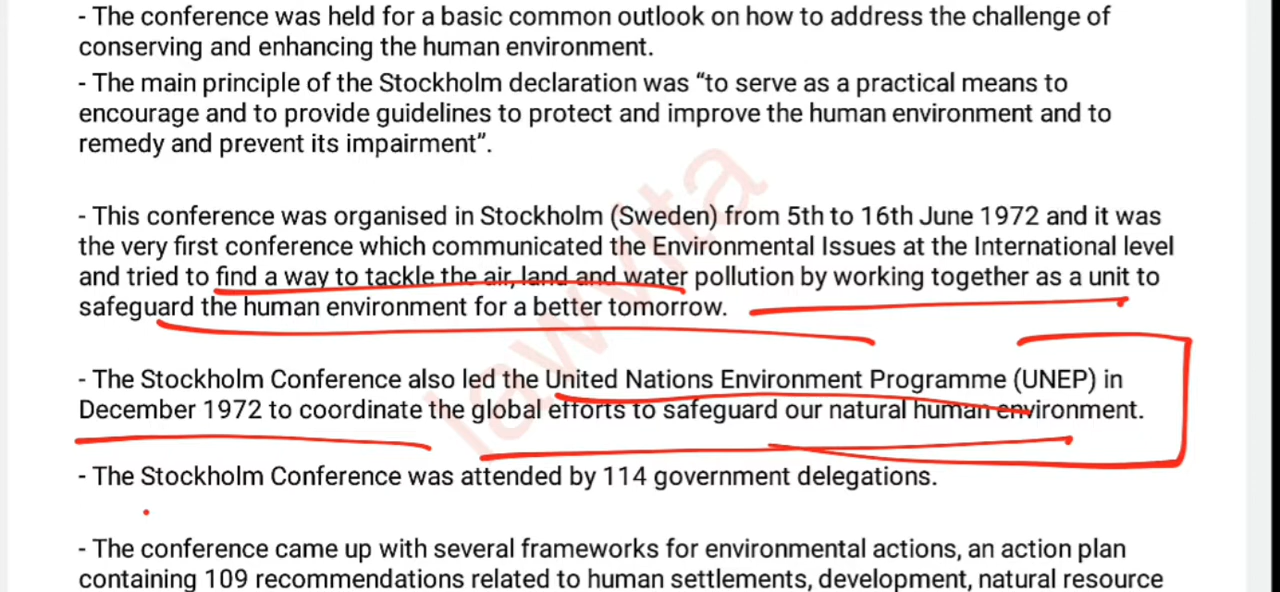 - The conference was held for a basic common outlook on how to address the challenge of
conserving and enhancing the human environment.
- The main principle of the Stockholm declaration was “to serve as a practical means to
encourage and to provide guidelines to protect and improve the human environment and to
remedy and prevent its impairment”.
- This conference was organised in Stockholm (Sweden) from 5th to 16th June 1972 and it was
the very first conference which communicated the Environmental Issues at the International level
and tried to find a way to tackle the air, land and water pollution by working together as a unit to
safeguard the human environment for a better tomorrow.
- The Stockholm Conference also led the United Nations Environment Programme (UNEP) in
December 1972 to coordinate the global efforts to safeguard our natural human environment.
- The Stockholm Conference was attended by 114 government delegations.
- The conference came up with several frameworks for environmental actions, an action plan
containing 109 recommendations related to human settlements, development, natural resource
lawvita